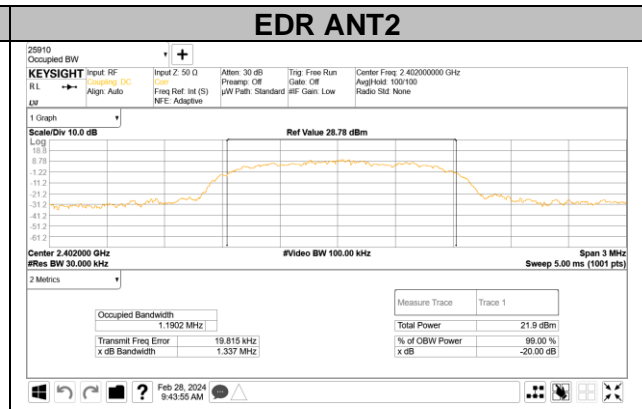 EDR ANT2
25910
Occupied BW
KEYSIGHT Input: RF Input Z: 50 Ω Atten: 30 dB Trig: Free Run Center Freq: 2.402000000 GHz
RL Coupling: DC Corr Preamp: Off Gate: Off Avg|Hold: 100/100
Align: Auto Freq Ref: Int (S) µW Path: Standard #IF Gain: Low Radio Std: None
NFE: Adaptive
1 Graph
Scale/Div 10.0 dB Ref Value 28.78 dBm
Log
18.8
8.78
-1.22
-11.2
-21.2
-31.2
-41.2
-51.2
-61.2
Center 2.402000 GHz #Video BW 100.00 kHz Span 3 MHz
#Res BW 30.000 kHz Sweep 5.00 ms (1001 pts)
2 Metrics
Measure Trace Trace 1
Occupied Bandwidth
1.1902 MHz Total Power 21.9 dBm
Transmit Freq Error 19.815 kHz % of OBW Power 99.00 %
x dB Bandwidth 1.337 MHz x dB -20.00 dB
Feb 28, 2024
9:43:55 AM